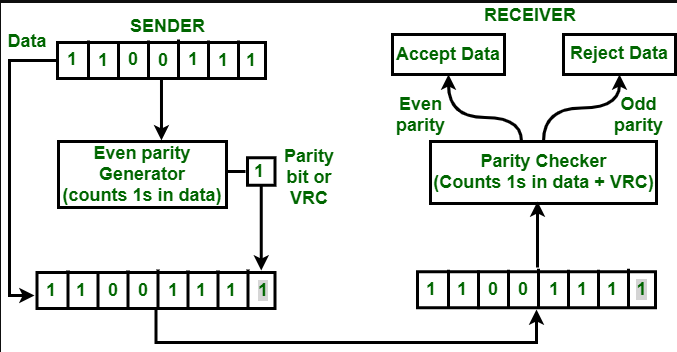 SENDER
Data
1 1 0 0 1 1 1
Even parity
Generator
(counts 1s in data)
1
Parity
bit or
VRC
1 1 0 0 1 1 1 1
RECEIVER
Accept Data
Reject Data
Even
parity
Odd
parity
Parity Checker
(Counts 1s in data + VRC)
1 1 0 0 1 1 1 1